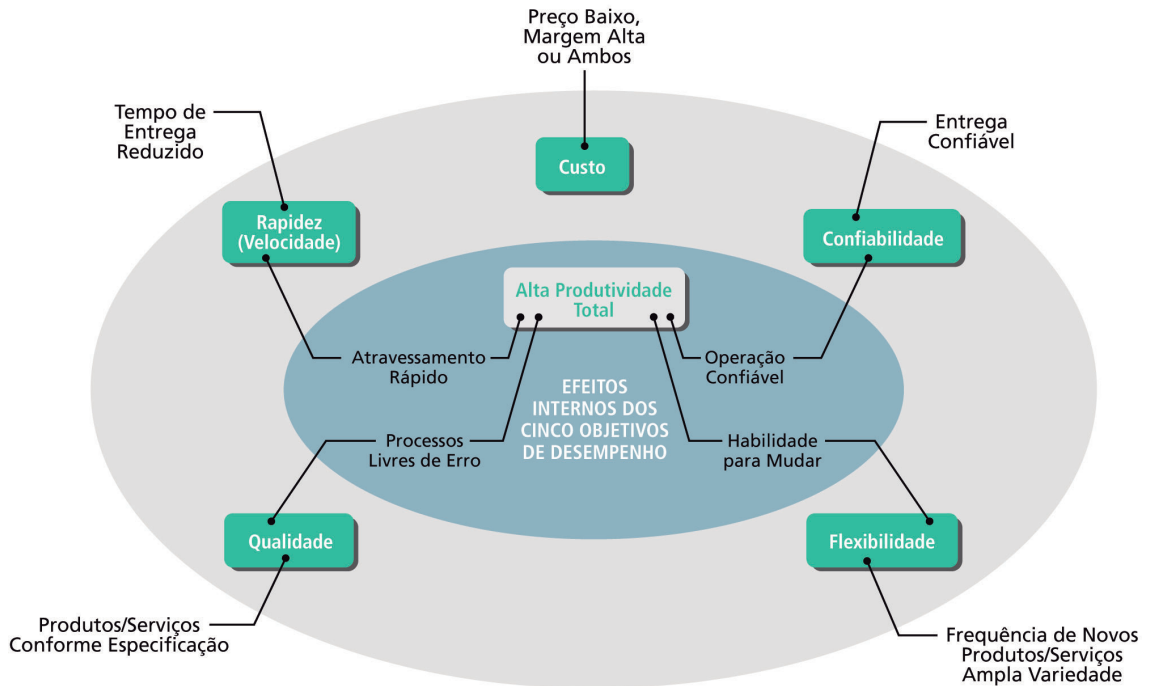 Preço Baixo,
Margem Alta
ou Ambos
Tempo de
Entrega
Reduzido
Entrega
Confiável
Custo
Rapidez
(Velocidade)
Confiabilidade
Alta Produtividade
Total
Atravessamento
Rápido
Operação
Confiável
EFEITOS
INTERNOS DOS
CINCO OBJETIVOS
DE DESEMPENHO
Processos
Livres de Erro
Habilidade
para Mudar
Qualidade
Flexibilidade
Produtos/Serviços
Conforme Especificação
Frequência de Novos
Produtos/Serviços
Ampla Variedade